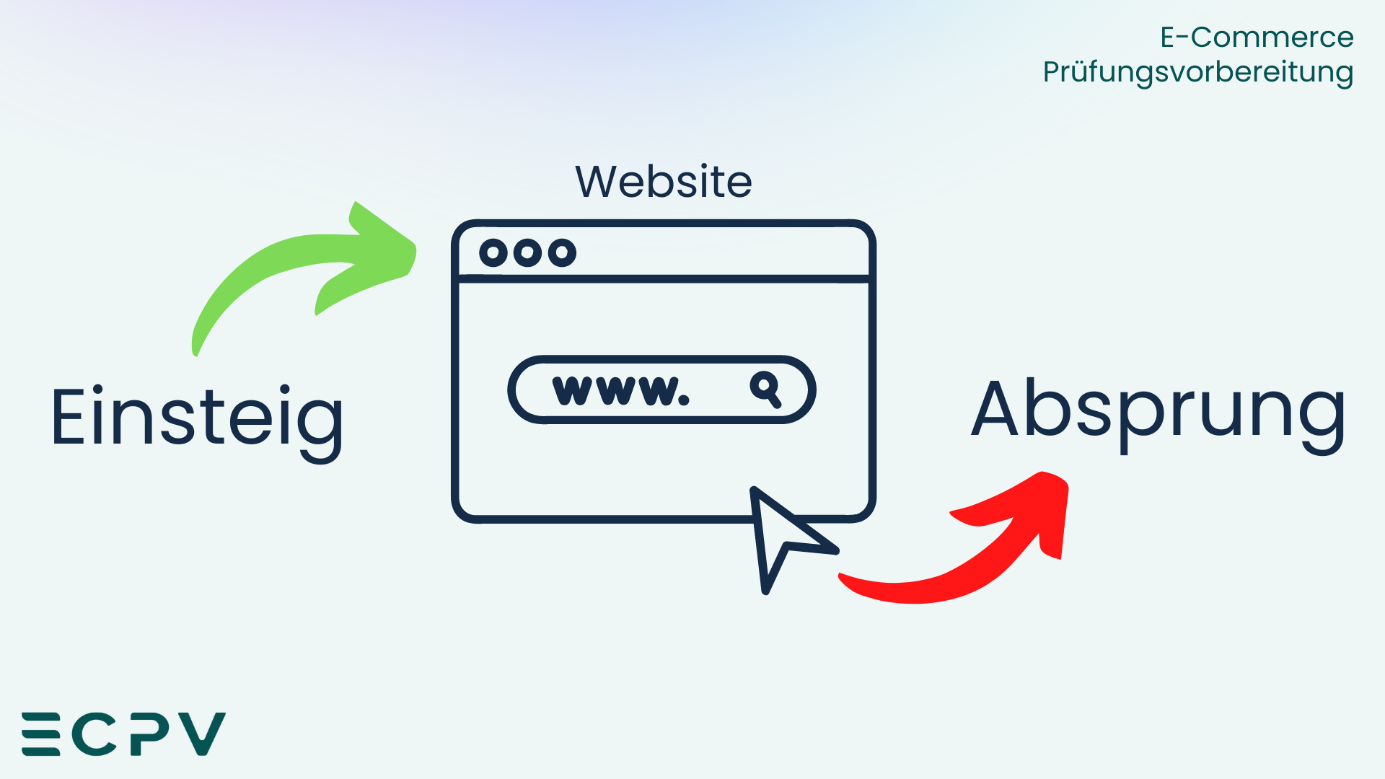 E-Commerce
Prüfungsvorbereitung
Website
www.
Einsteig
Absprung
ECPV